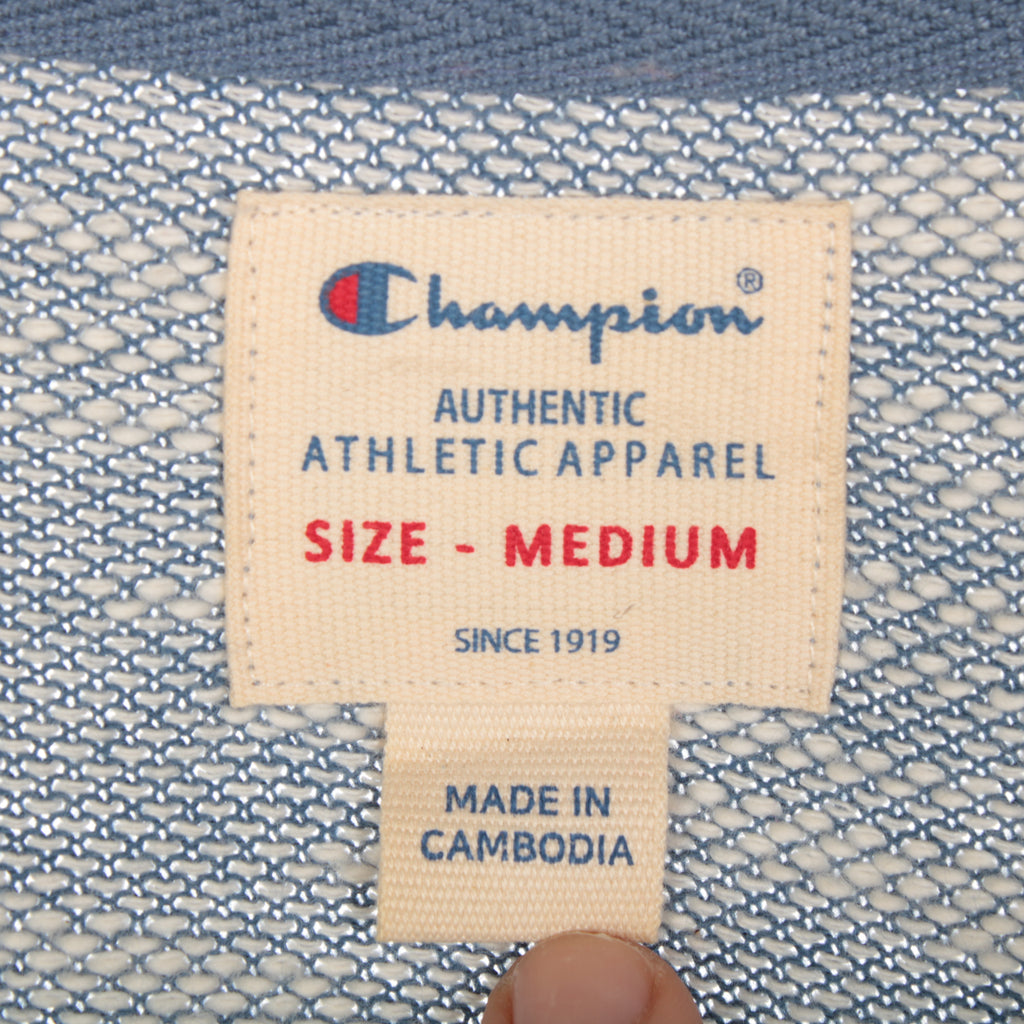 Champion®
AUTHENTIC
ATHLETIC APPAREL
SIZE - MEDIUM
SINCE 1919
MADE IN
CAMBODIA